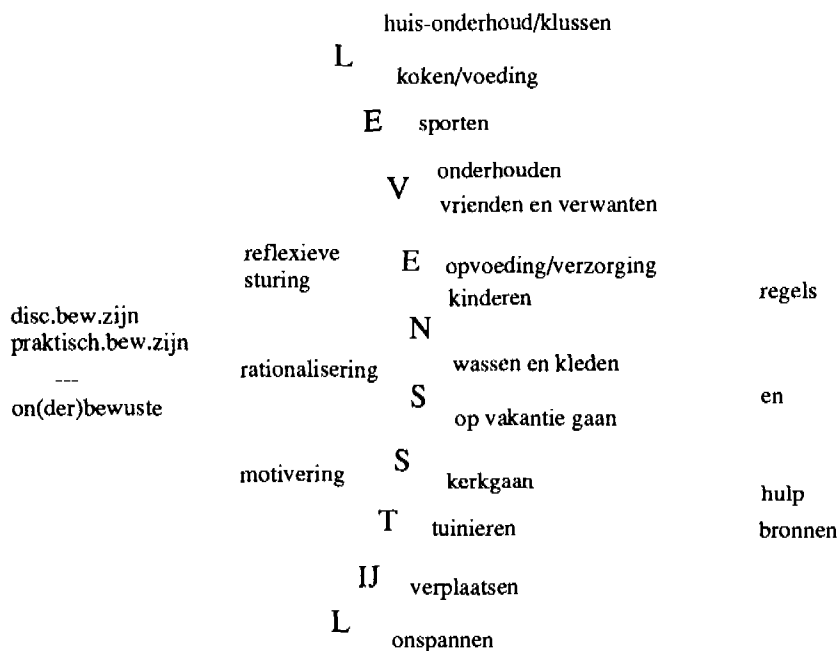 huis-onderhoud/klussen
L
koken/voeding
E sporten
V onderhouden
vrienden en verwanten
reflexieve
sturing
E opvoeding/verzorging
kinderen
regels
disc.bew.zijn
praktisch.bew.zijn
N
rationalisering
wassen en kleden
---
on(der)bewuste
S
op vakantie gaan
en
motivering
S
kerkgaan
hulp
bronnen
T tuinieren
IJ verplaatsen
L
onspannen